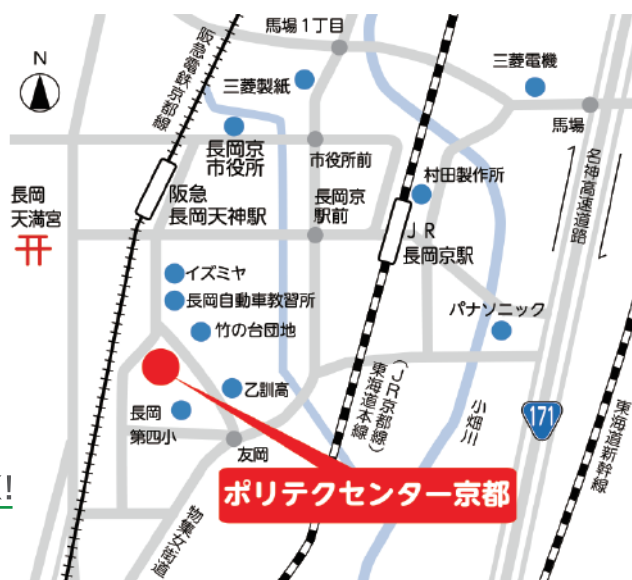 馬場1丁目
阪急電鉄京都線
N
三菱製紙
三菱電機
馬場
長岡京
市役所
市役所前
名神高速道路
村田製作所
長岡
天満宮
阪急
長岡天神駅
長岡京
駅前
JR
長岡京駅
イズミヤ
長岡自動車教習所
竹の台団地
パナソニック
乙訓高
長岡
第四小
友岡
(JR京都線)
東海道本線
小畑川
171
東海道新幹線
ポリテクセンター京都
物集女街道
!